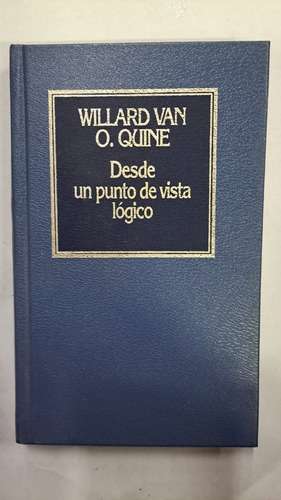 WILLARD VAN
O. QUINE
Desde
un punto de vista
lógico